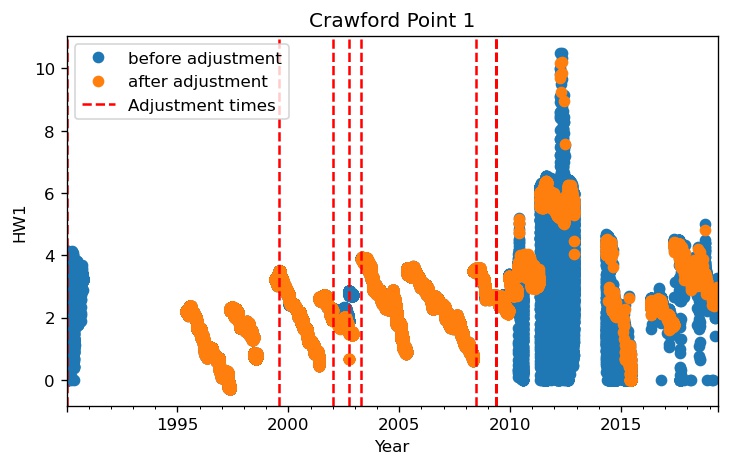 Crawford Point 1
before adjustment
after adjustment
Adjustment times
HW1
10
8
6
4
2
0
1995 2000 2005 2010 2015
Year